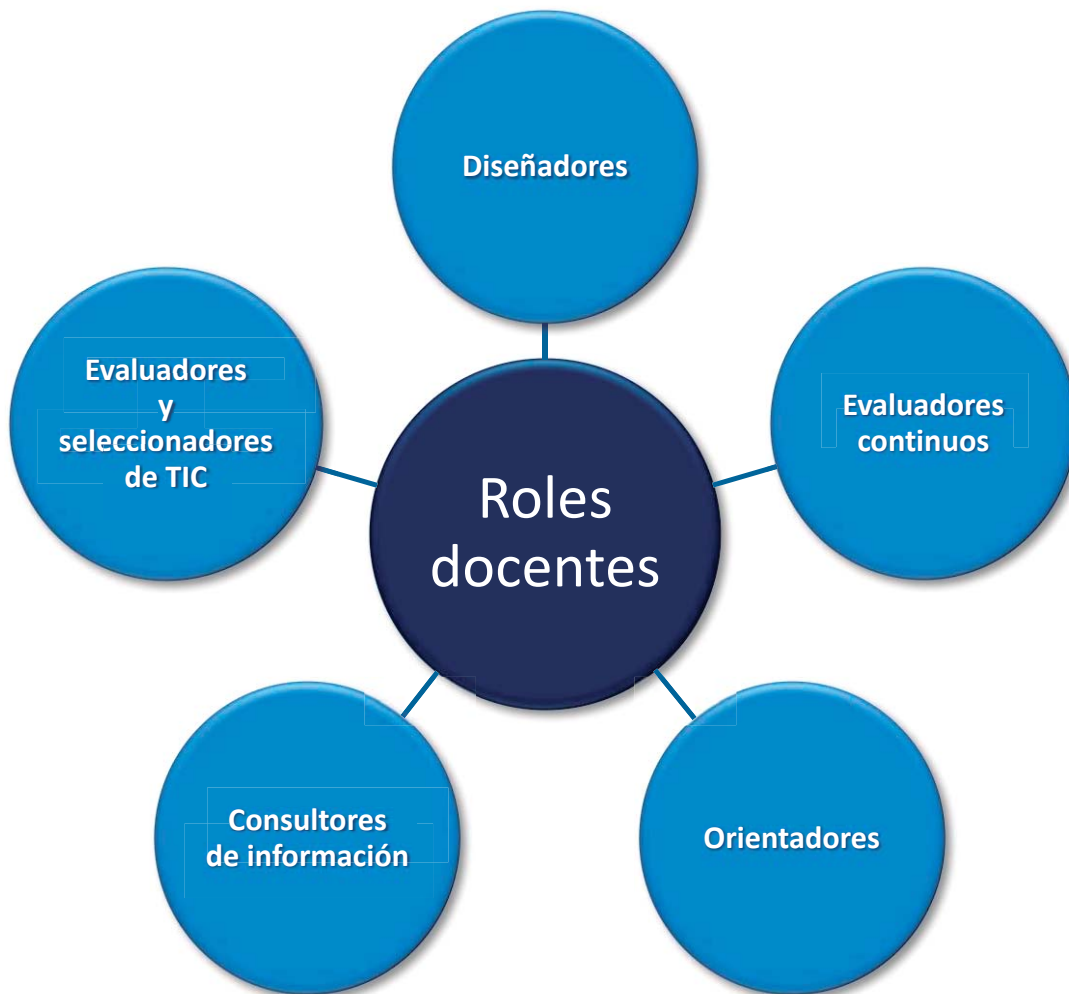 Diseñadores
Evaluadores
y
seleccionadores
de TIC
Evaluadores
continuos
Roles
docentes
Consultores
de información
Orientadores